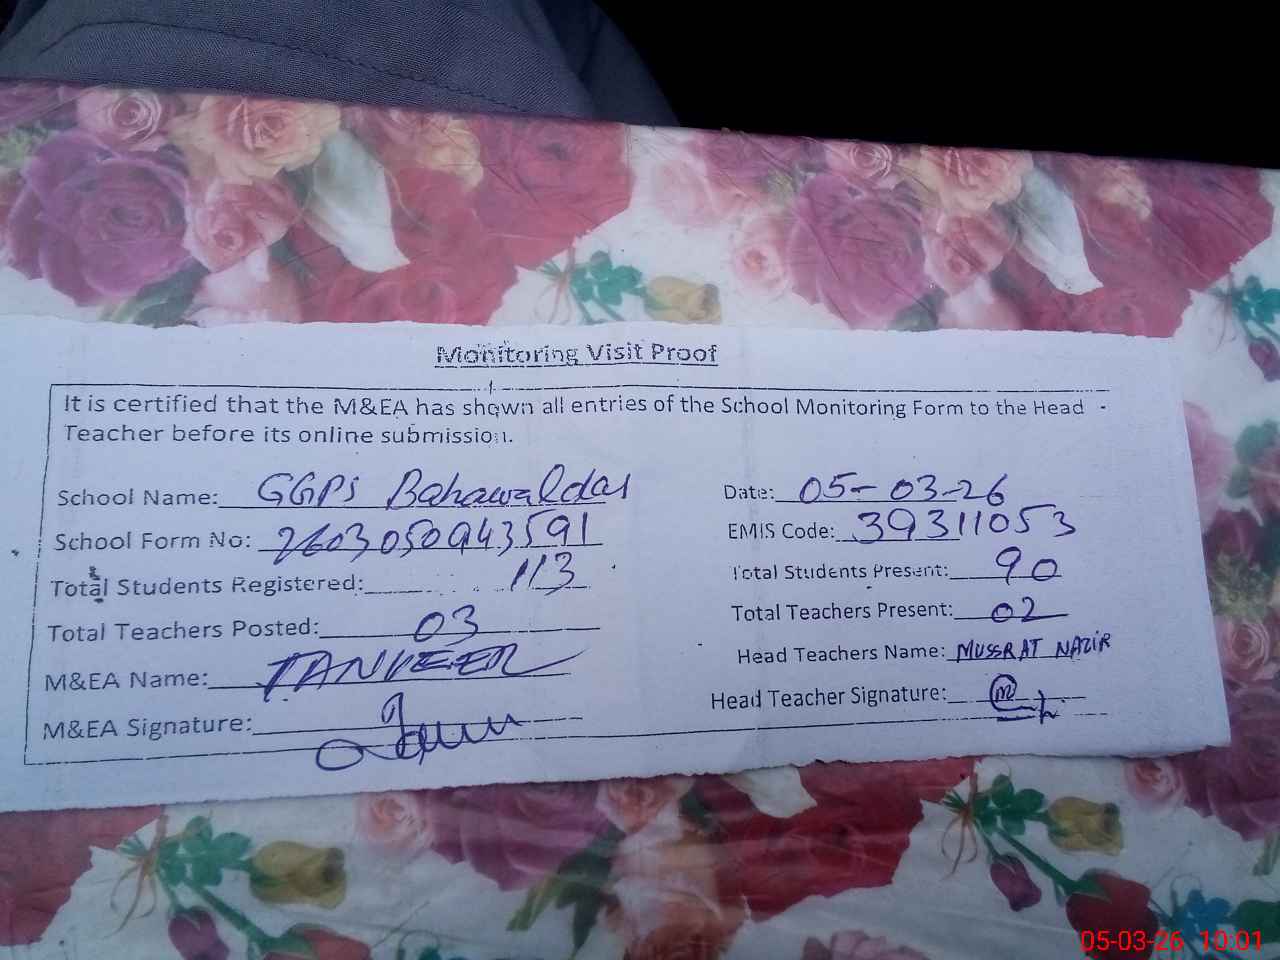 Monitoring Visit Proof
It is certified that the M&EA has shown all entries of the School Monitoring Form to the Head
Teacher before its online submission.
School Name: GGPS Bahawaldas
Date: 05-03-26
School Form No: 2603050943591
EMIS Code: 39311053
Total Students Registered: 113
Total Students Present: 90
Total Teachers Posted: 03
Total Teachers Present: 02
M&EA Name: TANVEER
Head Teachers Name: MUSSRAT NAZIR
M&EA Signature:
Head Teacher Signature:
05-03-26 10:01